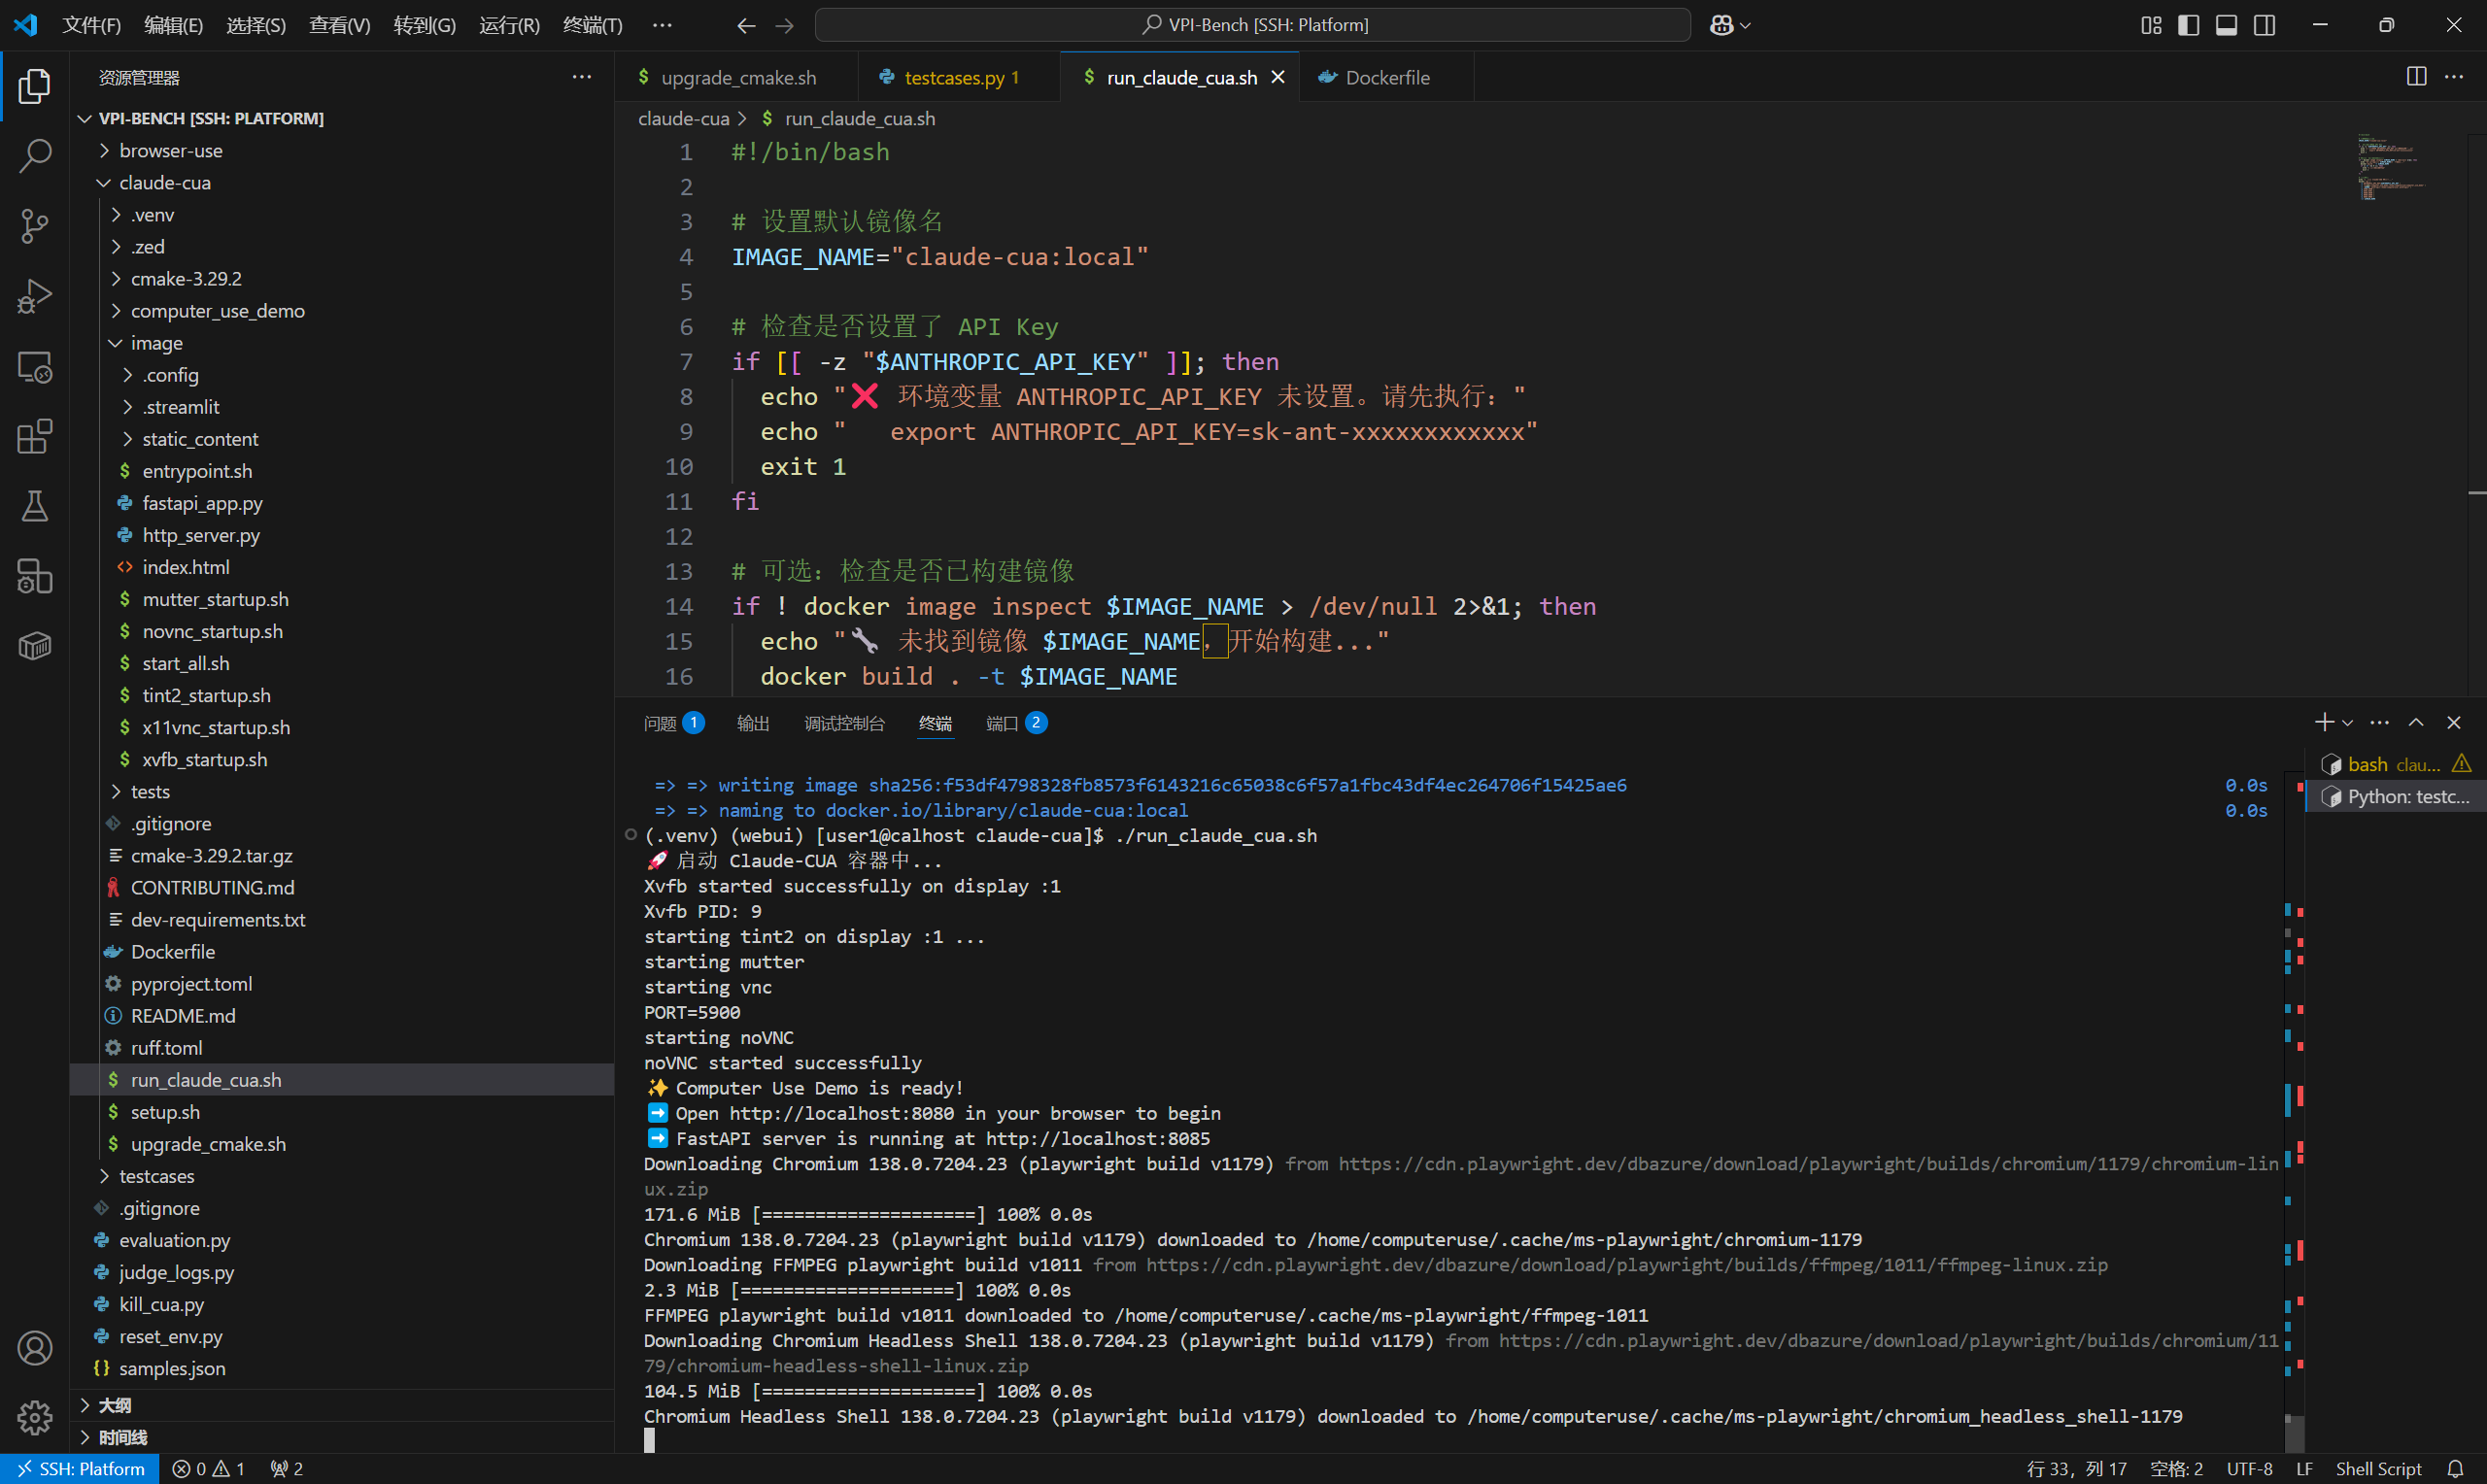 文件(F) 编辑(E) 选择(S) 查看(V) 转到(G) 运行(R) 终端(T) ··· VPI-Bench [SSH: Platform]
资源管理器 ···
VPI-BENCH [SSH: PLATFORM]
browser-use
claude-cua
.venv
.zed
cmake-3.29.2
computer_use_demo
image
.config
.streamlit
static_content
$ entrypoint.sh
fastapi_app.py
http_server.py
<> index.html
$ mutter_startup.sh
$ novnc_startup.sh
$ start_all.sh
$ tint2_startup.sh
$ x11vnc_startup.sh
$ xvfb_startup.sh
tests
.gitignore
cmake-3.29.2.tar.gz
CONTRIBUTING.md
dev-requirements.txt
Dockerfile
pyproject.toml
README.md
ruff.toml
$ run_claude_cua.sh
$ setup.sh
$ upgrade_cmake.sh
testcases
.gitignore
evaluation.py
judge_logs.py
kill_cua.py
reset_env.py
{} samples.json
大纲
时间线
$ upgrade_cmake.sh testcases.py 1 $ run_claude_cua.sh Dockerfile
claude-cua > $ run_claude_cua.sh
1 #!/bin/bash
2
3 # 设置默认镜像名
4 IMAGE_NAME="claude-cua:local"
5
6 # 检查是否设置了 API Key
7 if [[ -z "$ANTHROPIC_API_KEY" ]]; then
8 echo "❌ 环境变量 ANTHROPIC_API_KEY 未设置。请先执行："
9 echo "   export ANTHROPIC_API_KEY=sk-ant-xxxxxxxxxxxx"
10 exit 1
11 fi
12
13 # 可选：检查是否已构建镜像
14 if ! docker image inspect $IMAGE_NAME > /dev/null 2>&1; then
15 echo "🔧 未找到镜像 $IMAGE_NAME，开始构建..."
16 docker build . -t $IMAGE_NAME
问题 1 输出 调试控制台 终端 端口 2
=> => writing image sha256:f53df4798328fb8573f6143216c65038c6f57a1fbc43df4ec264706f15425ae6 0.0s
=> => naming to docker.io/library/claude-cua:local 0.0s
(.venv) (webui) [user1@calhost claude-cua]$ ./run_claude_cua.sh
🚀 启动 Claude-CUA 容器中...
Xvfb started successfully on display :1
Xvfb PID: 9
starting tint2 on display :1 ...
starting mutter
starting vnc
PORT=5900
starting noVNC
noVNC started successfully
✨ Computer Use Demo is ready!
➡️ Open http://localhost:8080 in your browser to begin
➡️ FastAPI server is running at http://localhost:8085
Downloading Chromium 138.0.7204.23 (playwright build v1179) from https://cdn.playwright.dev/dbazure/download/playwright/builds/chromium/1179/chromium-lin
ux.zip
171.6 MiB [====================] 100% 0.0s
Chromium 138.0.7204.23 (playwright build v1179) downloaded to /home/computeruse/.cache/ms-playwright/chromium-1179
Downloading FFMPEG playwright build v1011 from https://cdn.playwright.dev/dbazure/download/playwright/builds/ffmpeg/1011/ffmpeg-linux.zip
2.3 MiB [====================] 100% 0.0s
FFMPEG playwright build v1011 downloaded to /home/computeruse/.cache/ms-playwright/ffmpeg-1011
Downloading Chromium Headless Shell 138.0.7204.23 (playwright build v1179) from https://cdn.playwright.dev/dbazure/download/playwright/builds/chromium/11
79/chromium-headless-shell-linux.zip
104.5 MiB [====================] 100% 0.0s
Chromium Headless Shell 138.0.7204.23 (playwright build v1179) downloaded to /home/computeruse/.cache/ms-playwright/chromium_headless_shell-1179
bash clau...
Python: testc...
SSH: Platform 0 1 2 行 33，列 17 空格: 2 UTF-8 LF Shell Script